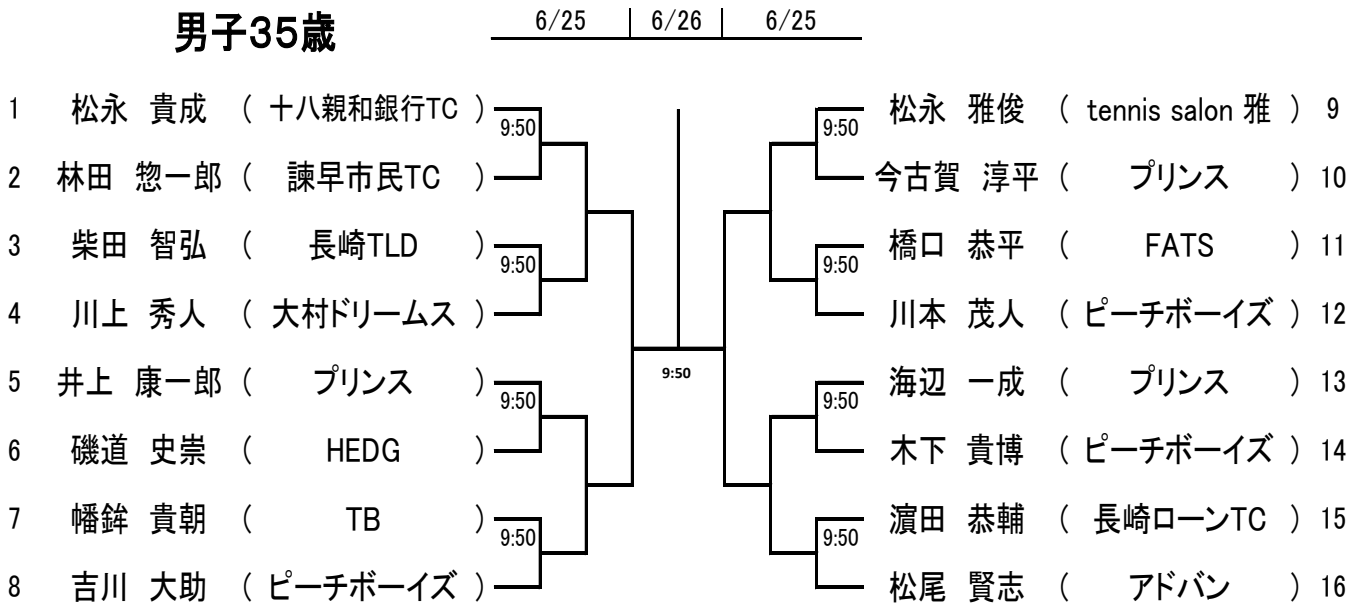 男子35歳
6/25 6/26 6/25
1 松永 貴成 ( 十八親和銀行TC ) 松永 雅俊 ( tennis salon 雅 ) 9
9:50 9:50
2 林田 惣一郎 ( 諫早市民TC ) 今古賀 淳平 ( プリンス ) 10
3 柴田 智弘 ( 長崎TLD ) 橋口 恭平 ( FATS ) 11
9:50 9:50
4 川上 秀人 ( 大村ドリームス ) 川本 茂人 ( ピーチボーイズ ) 12
9:50
5 井上 康一郎 ( プリンス ) 海辺 一成 ( プリンス ) 13
9:50 9:50
6 磯道 史崇 ( HEDG ) 木下 貴博 ( ピーチボーイズ ) 14
7 幡鉾 貴朝 ( TB ) 濵田 恭輔 ( 長崎ローンTC ) 15
9:50 9:50
8 吉川 大助 ( ピーチボーイズ ) 松尾 賢志 ( アドバン ) 16